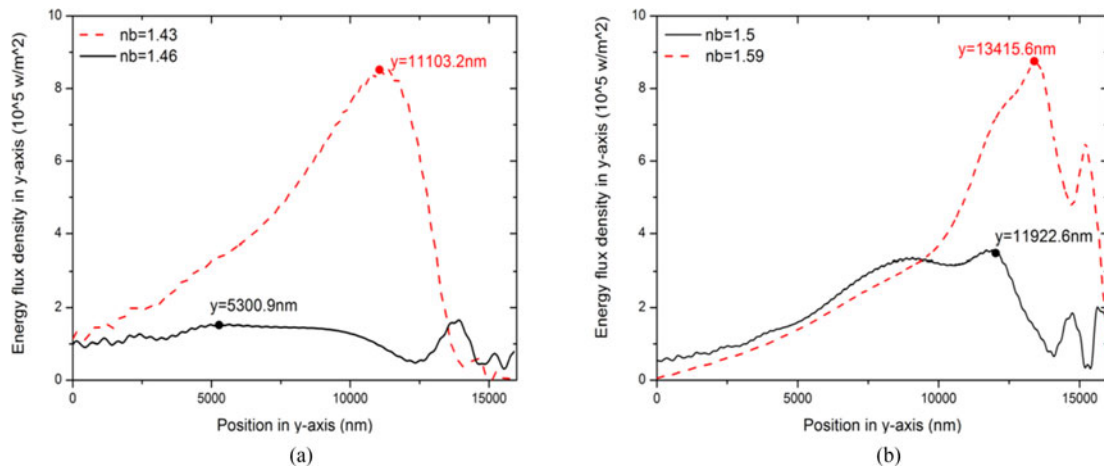 nb=1.43
nb=1.46
y=11103.2nm
y=5300.9nm
Energy flux density in y-axis (10^5 w/m^2)
10
8
6
4
2
0
0 5000 10000 15000
Position in y-axis (nm)
(a)
nb=1.5
nb=1.59
y=13415.6nm
y=11922.6nm
Energy flux density in y-axis (10^5 w/m^2)
10
8
6
4
2
0
0 5000 10000 15000
Position in y-axis (nm)
(b)